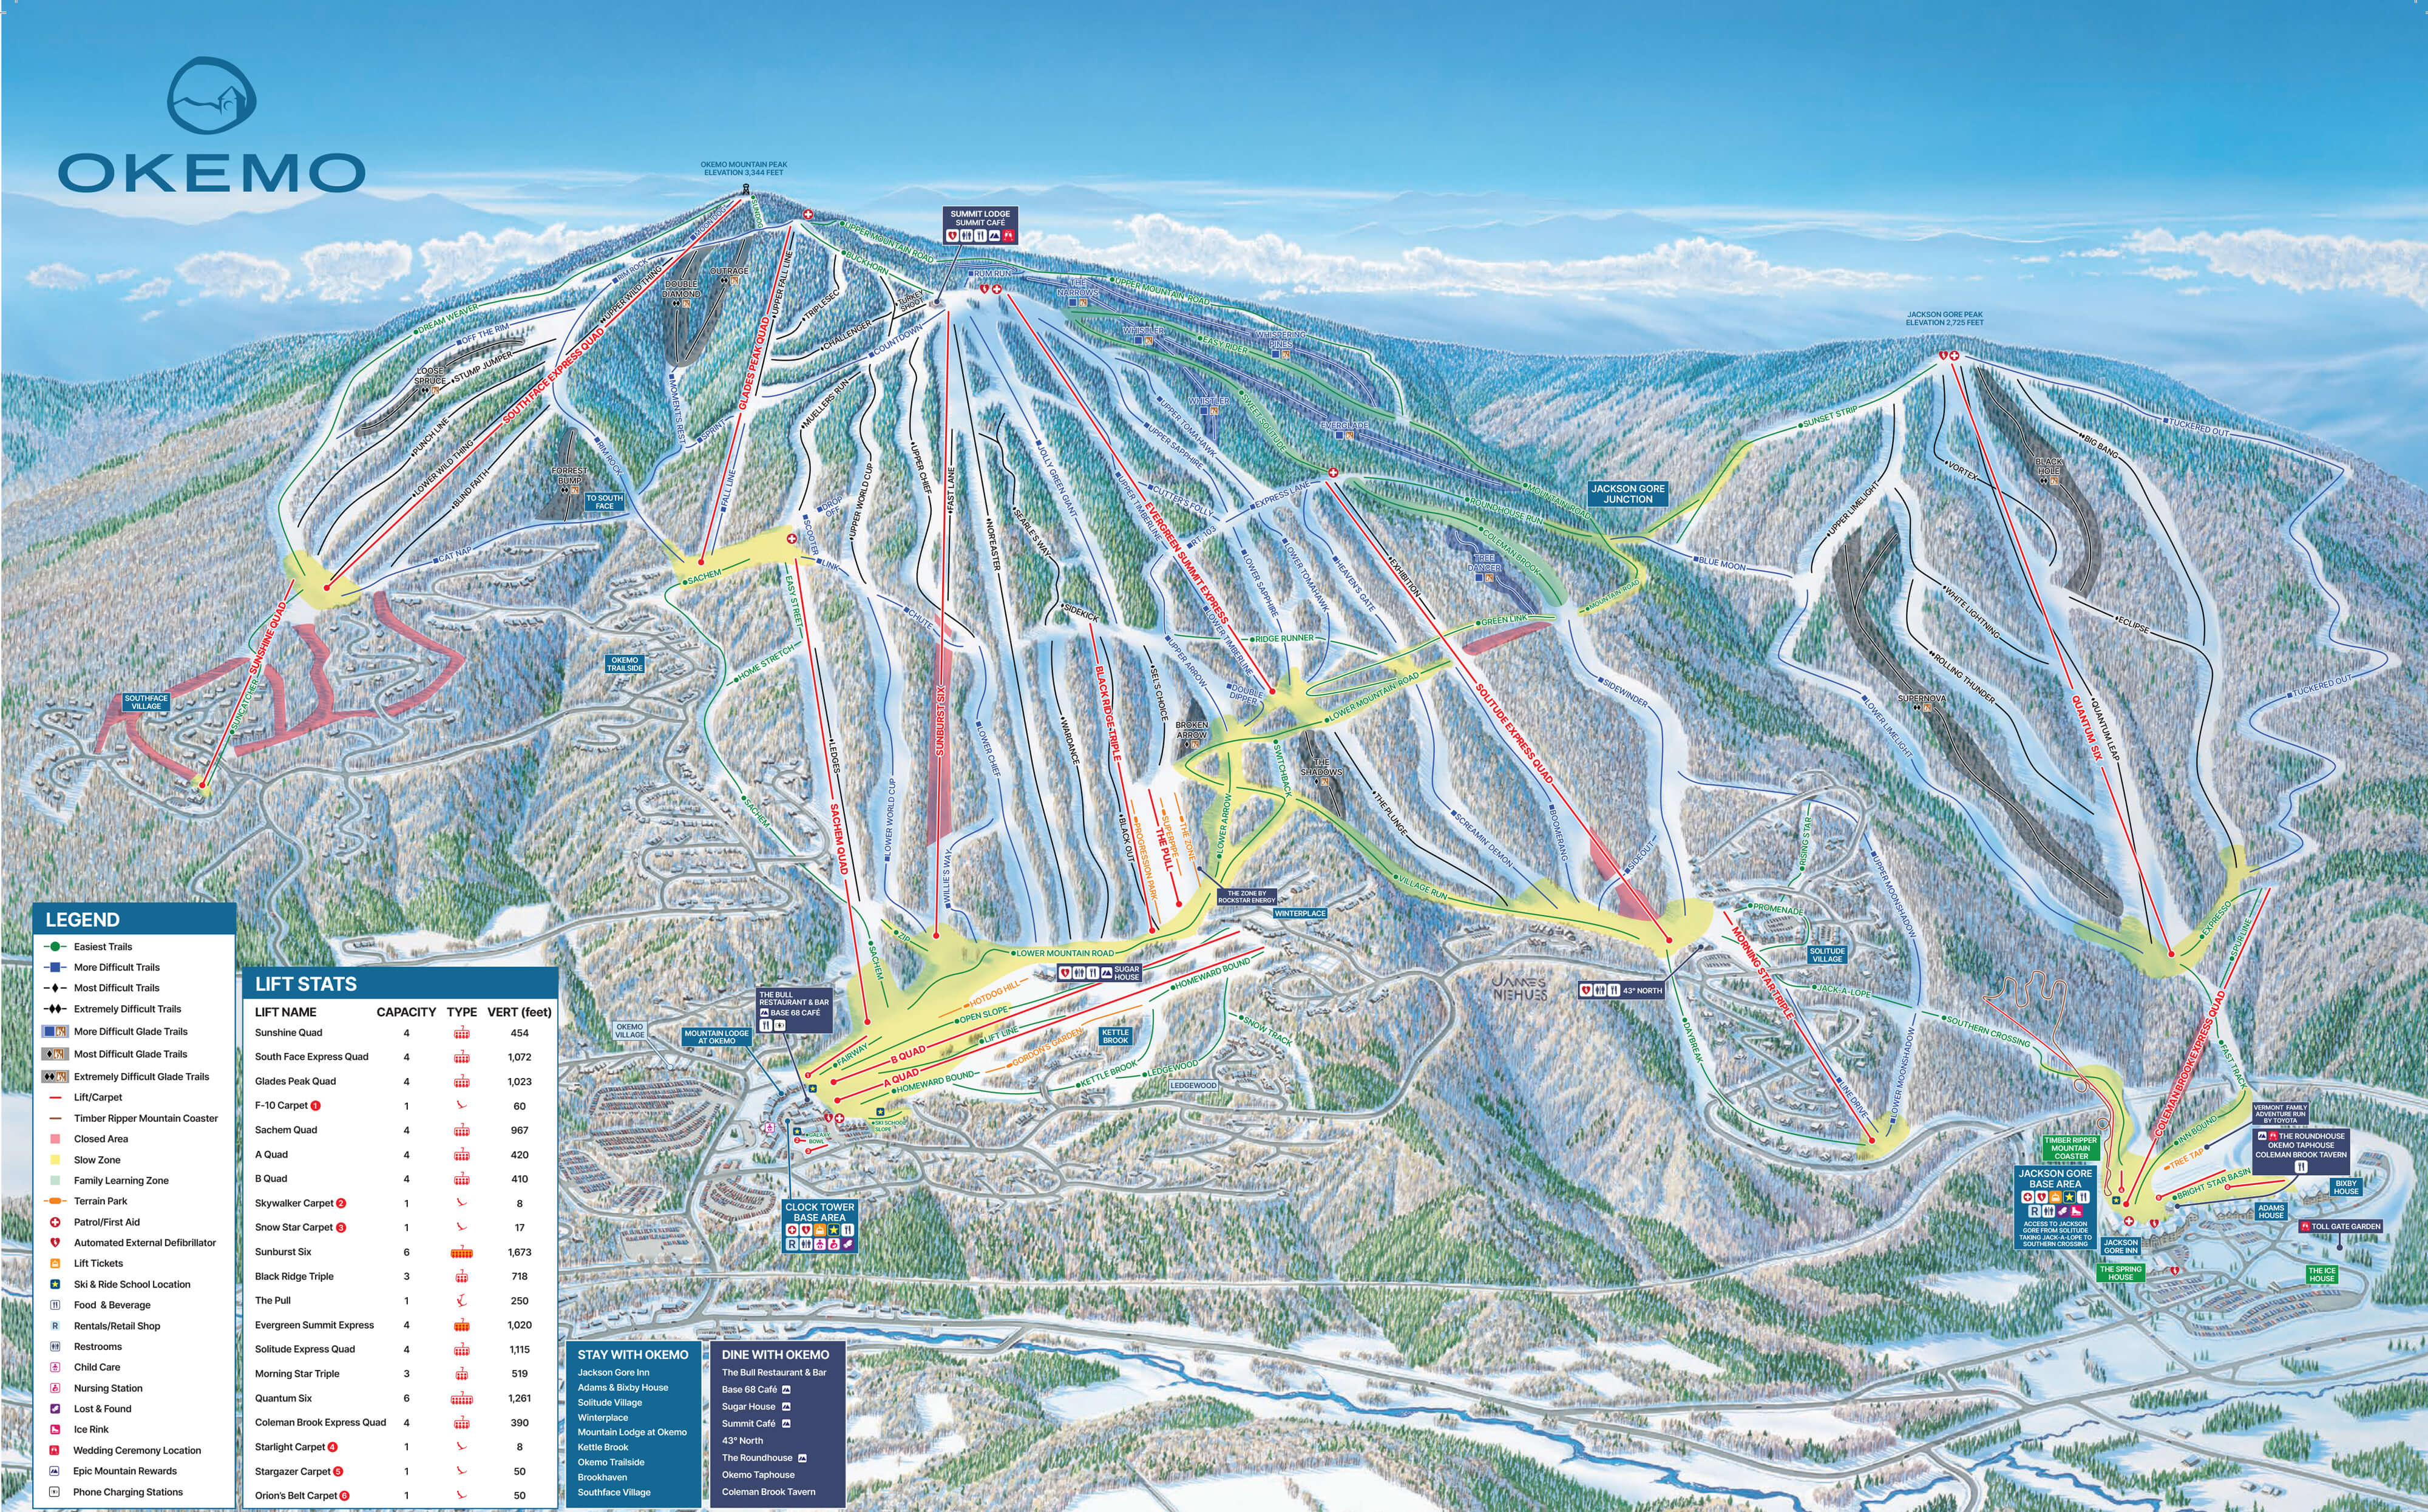 OKEMO
OKEMO MOUNTAIN PEAK
ELEVATION 3,344 FEET
SUMMIT LODGE
SUMMIT CAFÉ
JACKSON GORE PEAK
ELEVATION 2,725 FEET
UPPER MOUNTAIN ROAD
BUCKHORN
RUM RUN
THE
NARROWS
UPPER MOUNTAIN ROAD
RIM ROCK
UPPER WILD THING
DOUBLE
DIAMOND
OUTRAGE
UPPER FALL LINE
TRIPLESEC
TURKEY
SHOOT
CHALLENGER
COUNTDOWN
DREAM WEAVER
OFF THE RIM
LOOSE
SPRUCE
STUMP JUMPER
SOUTH FACE EXPRESS QUAD
GLADES PEAK QUAD
WHISTLER
EASY RIDER
WHISPERING
PINES
WHISTLER
SWEET SOLITUDE
EVERGLADE
UPPER TOMAHAWK
UPPER SAPPHIRE
PUNCH LINE
LOWER WILD THING
BLIND FAITH
FORREST
BUMP
RIM ROCK
TO SOUTH
FACE
MOMENT'S REST
SPRINT
FALL LINE
MUELLERS RUN
DROP
OFF
SCOOTER
LINK
UPPER WORLD CUP
UPPER CHIEF
FAST LANE
NOREASTER
SEARLE'S WAY
JOLLY GREEN GIANT
UPPER TIMBERLINE
CUTTER'S FOLLY
RT. 103
EXPRESS LANE
EVERGREEN SUMMIT EXPRESS
LOWER SAPPHIRE
LOWER TOMAHAWK
HEAVEN'S GATE
EXHIBITION
ROUNDHOUSE RUN
MOUNTAIN ROAD
COLEMAN BROOK
TREE
DANCER
JACKSON GORE
JUNCTION
SUNSET STRIP
BLUE MOON
MOUNTAIN ROAD
GREEN LINK
TUCKERED OUT
BIG BANG
BLACK
HOLE
VORTEX
UPPER LIMELIGHT
WHITE LIGHTNING
ECLIPSE
ROLLING THUNDER
SUPERNOVA
LOWER LIMELIGHT
QUANTUM SIX
QUANTUM LEAP
TUCKERED OUT
CAT NAP
SACHEM
EASY STREET
HOME STRETCH
CHUTE
SIDEKICK
RIDGE RUNNER
LOWER TIMBERLINE
UPPER ARROW
DOUBLE
DIPPER
SEL'S CHOICE
BLACK RIDGE TRIPLE
LOWER MOUNTAIN ROAD
SOLITUDE EXPRESS QUAD
SIDEWINDER
SUNSHINE QUAD
SUNCATCHER
SOUTHFACE
VILLAGE
OKEMO
TRAILSIDE
SUNBURST SIX
LOWER CHIEF
WARDANCE
BROKEN
ARROW
SWITCHBACK
THE
SHADOWS
LEDGES
SACHEM QUAD
SACHEM
LOWER WORLD CUP
WILLIE'S WAY
BLACK OUT
PROGRESSION PARK
SUPERPIPE
THE PULL
THE ZONE
LOWER ARROW
THE PLUNGE
SCREAMIN' DEMON
BOOMERANG
SIDEOUT
VILLAGE RUN
THE ZONE BY
ROCKSTAR ENERGY
WINTERPLACE
RISING STAR
UPPER MOONSHADOW
PROMENADE
SOLITUDE
VILLAGE
MORNING STAR TRIPLE
JACK-A-LOPE
SOUTHERN CROSSING
43° NORTH
JAMES
NIEHUES
DAYBREAK
LINE DRIVE
LOWER MOONSHADOW
EXPRESSO
SPUR LINE
FAST TRACK
COLEMAN BROOK EXPRESS QUAD
ZIP
SACHEM
LOWER MOUNTAIN ROAD
SUGAR
HOUSE
HOMEWARD BOUND
HOTDOG HILL
OPEN SLOPE
LIFT LINE
GORDON'S GARDEN
FAIRWAY
B QUAD
A QUAD
HOMEWARD BOUND
KETTLE BROOK
LEDGEWOOD
SNOW TRACK
KETTLE
BROOK
LEDGEWOOD
THE BULL
RESTAURANT & BAR
BASE 68 CAFÉ
OKEMO
VILLAGE
MOUNTAIN LODGE
AT OKEMO
SKI SCHOOL
SLOPE
GALAXY
BOWL
CLOCK TOWER
BASE AREA
TIMBER RIPPER
MOUNTAIN
COASTER
JACKSON GORE
BASE AREA
ACCESS TO JACKSON
GORE FROM SOLITUDE
TAKING JACK-A-LOPE TO
SOUTHERN CROSSING
INN BOUND
TREE TAP
BRIGHT STAR BASIN
VERMONT FAMILY
ADVENTURE RUN
BY TOYOTA
THE ROUNDHOUSE
OKEMO TAPHOUSE
COLEMAN BROOK TAVERN
BIXBY
HOUSE
ADAMS
HOUSE
TOLL GATE GARDEN
JACKSON
GORE INN
THE SPRING
HOUSE
THE ICE
HOUSE
LEGEND
Easiest Trails
More Difficult Trails
Most Difficult Trails
Extremely Difficult Trails
More Difficult Glade Trails
Most Difficult Glade Trails
Extremely Difficult Glade Trails
Lift/Carpet
Timber Ripper Mountain Coaster
Closed Area
Slow Zone
Family Learning Zone
Terrain Park
Patrol/First Aid
Automated External Defibrillator
Lift Tickets
Ski & Ride School Location
Food & Beverage
R Rentals/Retail Shop
Restrooms
Child Care
Nursing Station
Lost & Found
Ice Rink
Wedding Ceremony Location
Epic Mountain Rewards
Phone Charging Stations
LIFT STATS
LIFT NAME CAPACITY TYPE VERT (feet)
Sunshine Quad 4 454
South Face Express Quad 4 1,072
Glades Peak Quad 4 1,023
F-10 Carpet 1 1 60
Sachem Quad 4 967
A Quad 4 420
B Quad 4 410
Skywalker Carpet 2 1 8
Snow Star Carpet 3 1 17
Sunburst Six 6 1,673
Black Ridge Triple 3 718
The Pull 1 250
Evergreen Summit Express 4 1,020
Solitude Express Quad 4 1,115
Morning Star Triple 3 519
Quantum Six 6 1,261
Coleman Brook Express Quad 4 390
Starlight Carpet 4 1 8
Stargazer Carpet 5 1 50
Orion's Belt Carpet 6 1 50
STAY WITH OKEMO
Jackson Gore Inn
Adams & Bixby House
Solitude Village
Winterplace
Mountain Lodge at Okemo
Kettle Brook
Okemo Trailside
Brookhaven
Southface Village
DINE WITH OKEMO
The Bull Restaurant & Bar
Base 68 Café
Sugar House
Summit Café
43° North
The Roundhouse
Okemo Taphouse
Coleman Brook Tavern